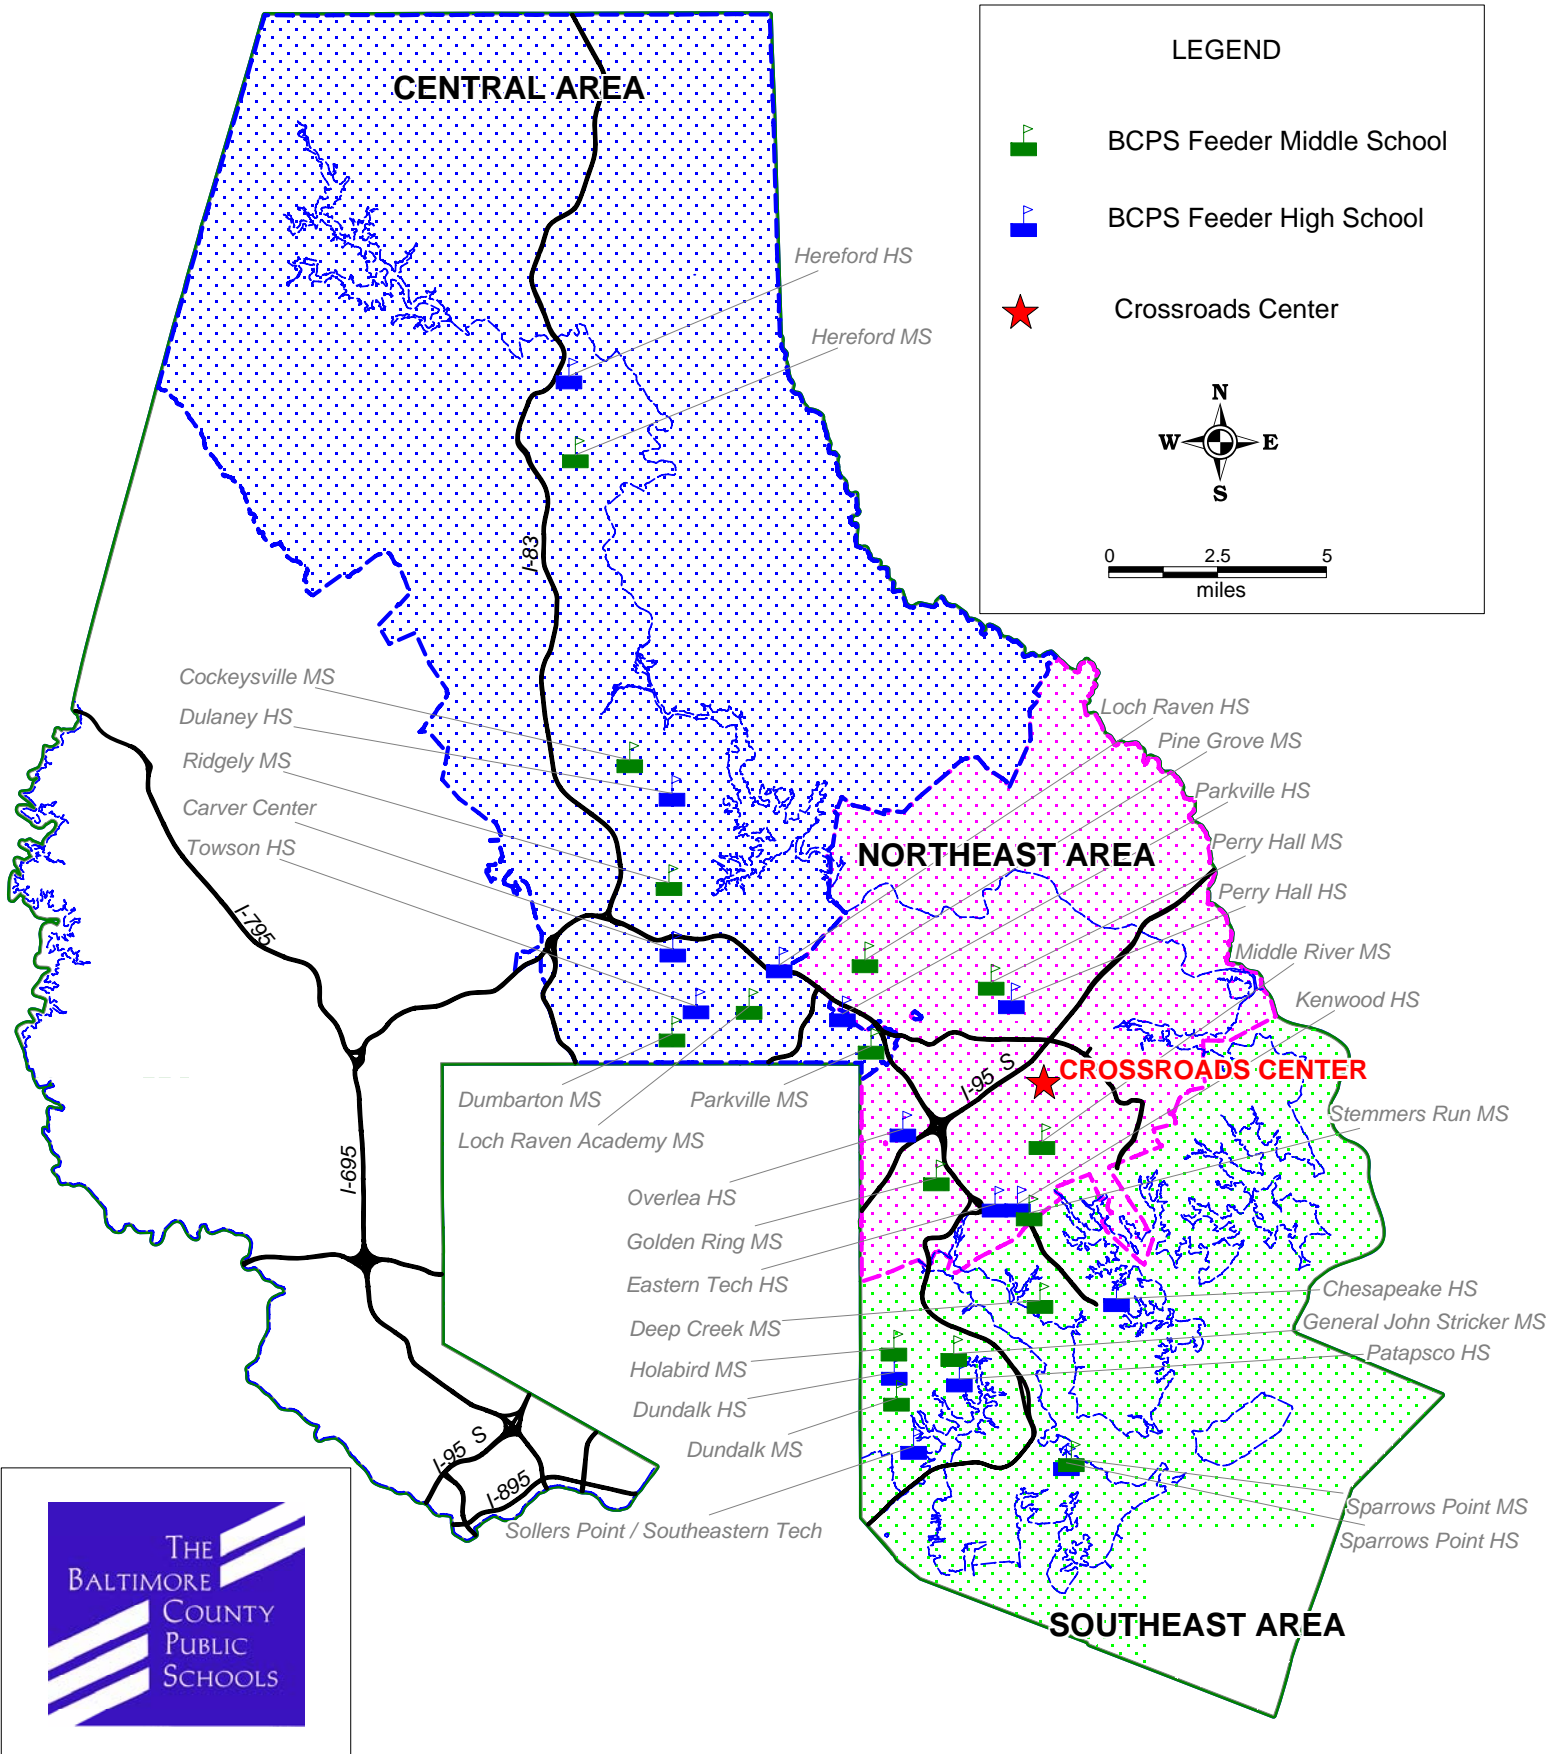 CENTRAL AREA
LEGEND
BCPS Feeder Middle School
BCPS Feeder High School
Crossroads Center
N
W
E
S
0
2.5
5
miles
Hereford HS
Hereford MS
I-83
Cockeysville MS
Dulaney HS
Ridgely MS
Carver Center
Towson HS
Loch Raven HS
Pine Grove MS
Parkville HS
Perry Hall MS
Perry Hall HS
Middle River MS
Kenwood HS
NORTHEAST AREA
I-795
I-95 S
CROSSROADS CENTER
Stemmers Run MS
Dumbarton MS
Parkville MS
Loch Raven Academy MS
I-695
Overlea HS
Golden Ring MS
Eastern Tech HS
Deep Creek MS
Holabird MS
Dundalk HS
Dundalk MS
Chesapeake HS
General John Stricker MS
Patapsco HS
I-95 S
I-895
Sollers Point / Southeastern Tech
Sparrows Point MS
Sparrows Point HS
SOUTHEAST AREA
THE
BALTIMORE
COUNTY
PUBLIC
SCHOOLS